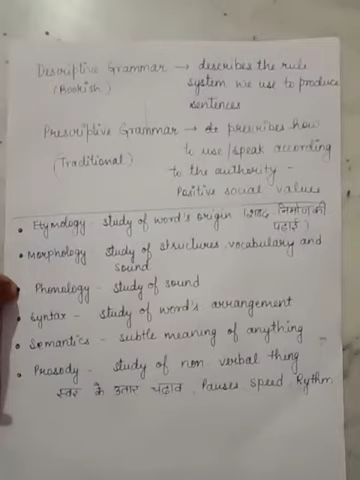 Descriptive Grammar → describes the rule
(Bookish) system we use to produce
sentences
Prescriptive Grammar → prescribes how
to use/speak according
(Traditional) to the authority -
Positive social values
• Etymology - study of word's origin (शब्द निर्माण की
पढाई)
• Morphology - study of structures, vocabulary and
sound
• Phonology - study of sound
• Syntax - study of word's arrangement
• Semantics - subtle meaning of anything
• Prosody - study of non verbal thing
स्वर के उतार चढ़ाव, Pauses Speed, Rythm